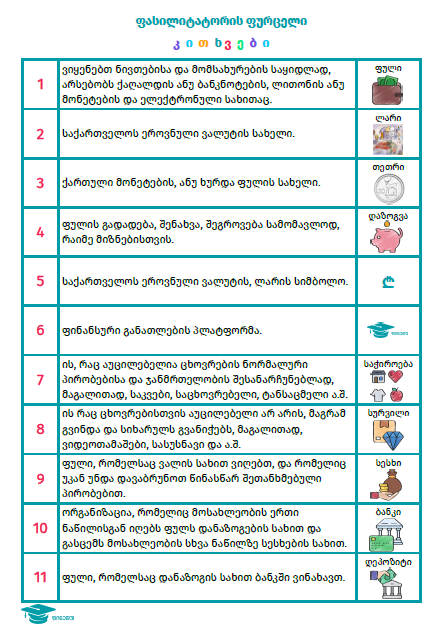 ფასილიტატორის ფურცელი
კითხვები
1
ვიყენებთ ნივთებისა და მომსახურების საყიდლად,
არსებობს ქაღალდის ანუ ბანკნოტების, ლითონის ანუ
მონეტების და ელექტრონული სახითაც.
ფული
2
საქართველოს ეროვნული ვალუტის სახელი.
ლარი
3
ქართული მონეტების, ანუ ხურდა ფულის სახელი.
თეთრი
4
ფულის გადადება, შენახვა, შეგროვება სამომავლოდ,
რაიმე მიზნებისთვის.
დაზოგვა
5
საქართველოს ეროვნული ვალუტის, ლარის სიმბოლო.
₾
6
ფინანსური განათლების პლატფორმა.
7
ის, რაც აუცილებელია ცხოვრების ნორმალური
პირობებისა და ჯანმრთელობის შესანარჩუნებლად,
მაგალითად, საკვები, საცხოვრებელი, ტანსაცმელი ა.შ.
საჭიროება
8
ის რაც ცხოვრებისთვის აუცილებელი არ არის, მაგრამ
გვინდა და სიხარულს გვანიჭებს, მაგალითად,
ვიდეოთამაშები, სასუსნავი და ა.შ.
სურვილი
9
ფული, რომელსაც ვალის სახით ვიღებთ, და რომელიც
უკან უნდა დავაბრუნოთ წინასწარ შეთანხმებული
პირობებით.
სესხი
10
ორგანიზაცია, რომელიც მოსახლეობის ერთი
ნაწილისგან იღებს ფულს დანაზოგების სახით და
გასცემს მოსახლეობის სხვა ნაწილზე სესხების სახით.
ბანკი
11
ფული, რომელსაც დანაზოგის სახით ბანკში ვინახავთ.
დეპოზიტი